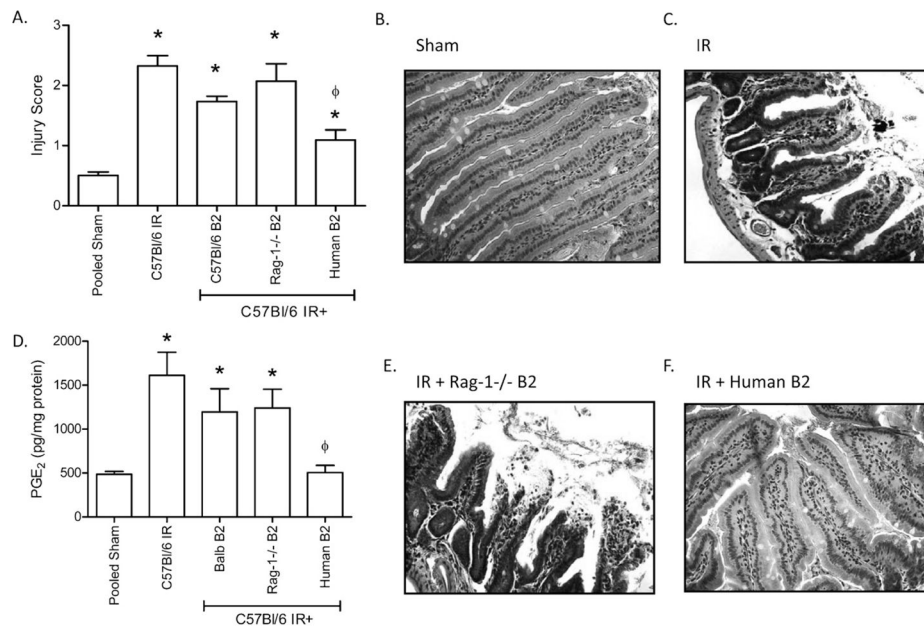 A.
Injury Score
3
2
1
0
*
*
*
ϕ
*
Pooled Sham
C57Bl/6 IR
C57Bl/6 B2
Rag-1-/- B2
Human B2
C57Bl/6 IR+
B.
Sham
C.
IR
D.
PGE2 (pg/mg protein)
2000
1500
1000
500
0
*
*
*
ϕ
Pooled Sham
C57Bl/6 IR
Balb B2
Rag-1-/- B2
Human B2
C57Bl/6 IR+
E.
IR + Rag-1-/- B2
F.
IR + Human B2